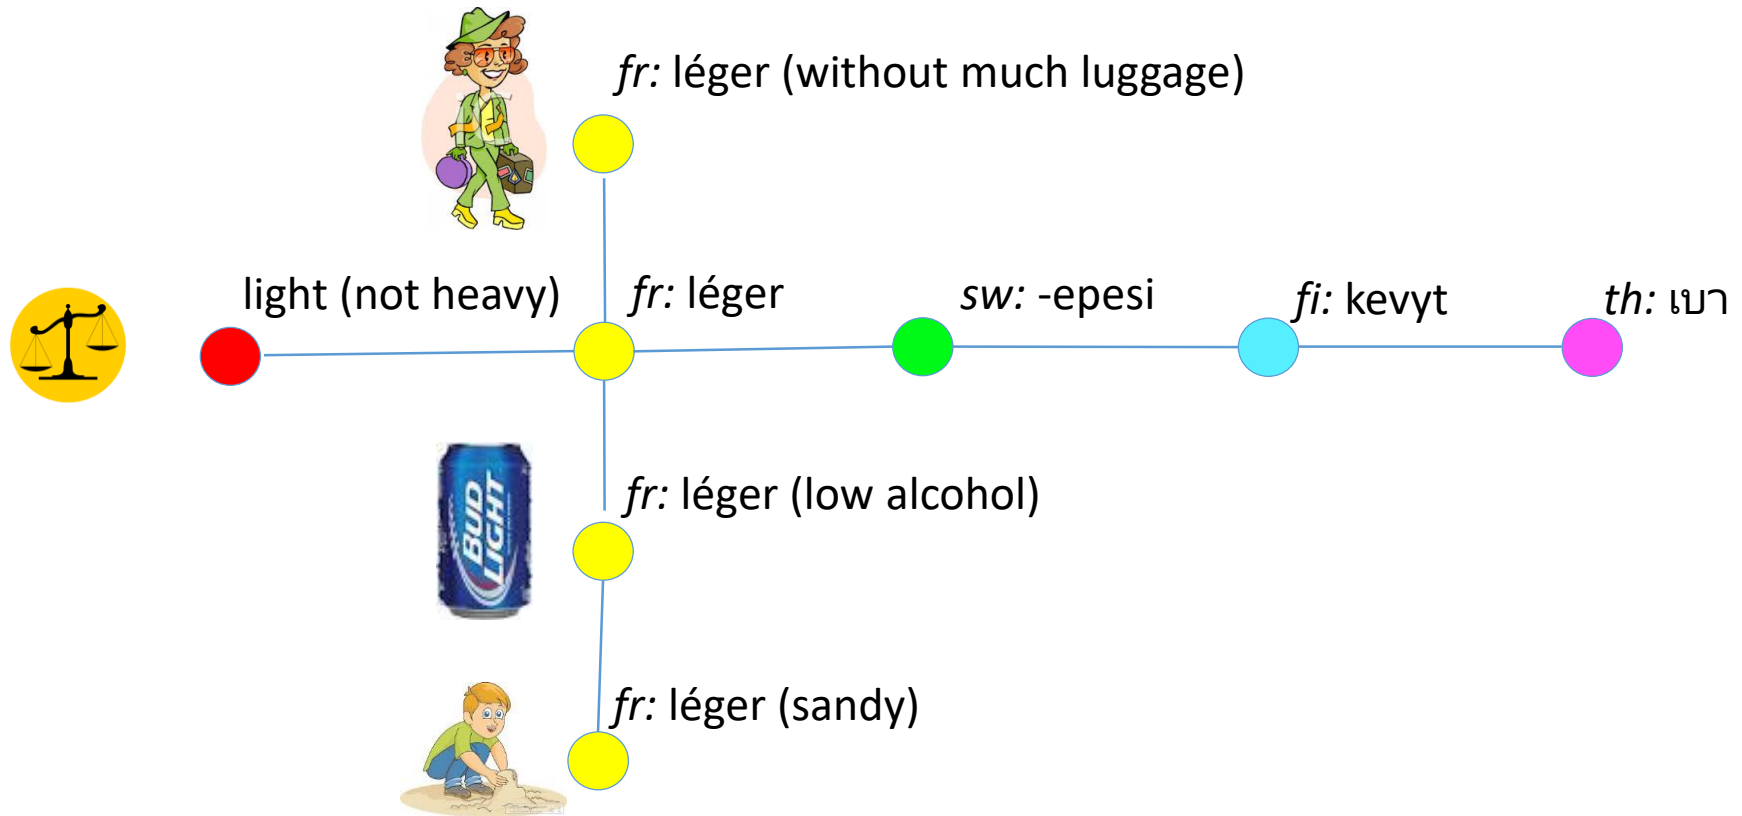 fr: léger (without much luggage)
light (not heavy)
fr: léger
sw: -epesi
fi: kevyt
th: เบา
BUD
LIGHT
fr: léger (low alcohol)
fr: léger (sandy)